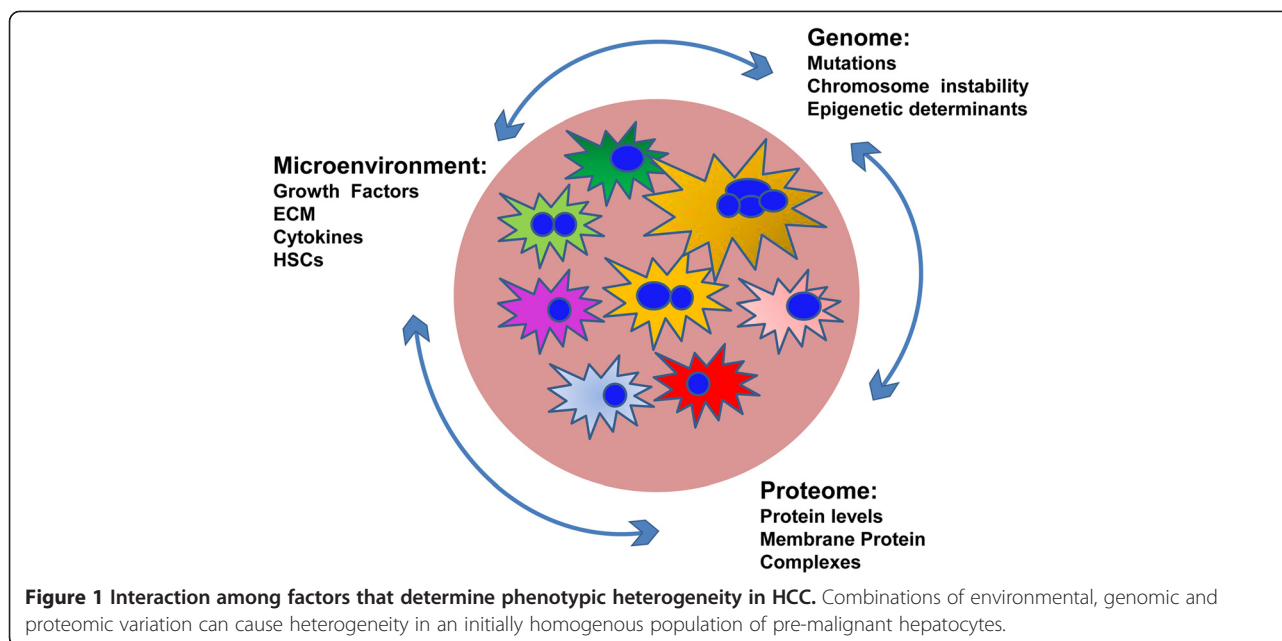 Genome:
Mutations
Chromosome instability
Epigenetic determinants
Microenvironment:
Growth Factors
ECM
Cytokines
HSCs
Proteome:
Protein levels
Membrane Protein
Complexes
Figure 1 Interaction among factors that determine phenotypic heterogeneity in HCC. Combinations of environmental, genomic and
proteomic variation can cause heterogeneity in an initially homogenous population of pre-malignant hepatocytes.